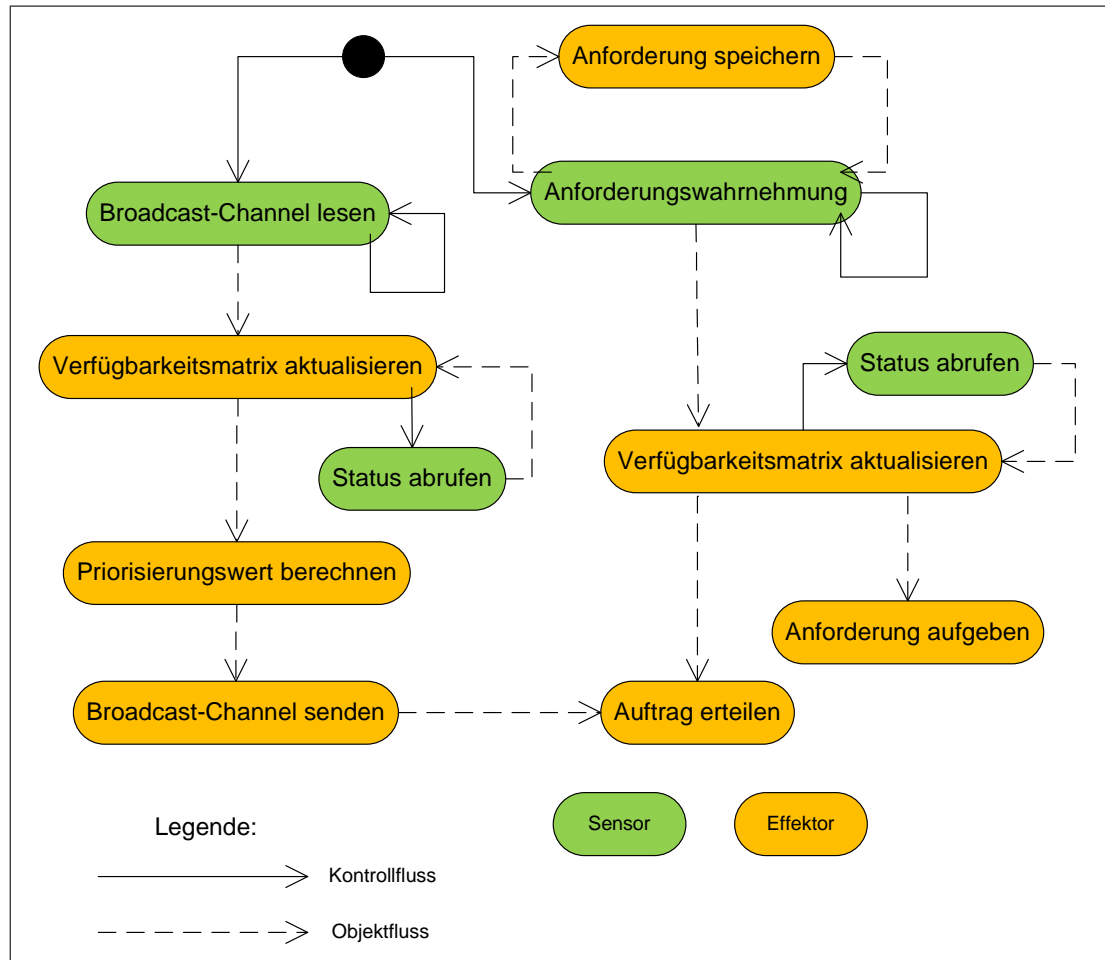 Anforderung speichern
Anforderungswahrnehmung
Broadcast-Channel lesen
Verfügbarkeitsmatrix aktualisieren
Status abrufen
Status abrufen
Verfügbarkeitsmatrix aktualisieren
Priorisierungswert berechnen
Anforderung aufgeben
Broadcast-Channel senden
Auftrag erteilen
Legende:
Sensor
Effektor
Kontrollfluss
Objektfluss